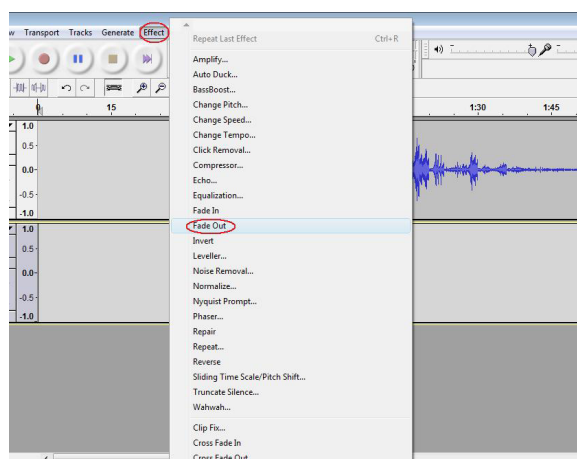 w Transport Tracks Generate Effect
Repeat Last Effect Ctrl+R
Amplify...
Auto Duck...
BassBoost...
Change Pitch...
Change Speed...
Change Tempo...
Click Removal...
Compressor...
Echo...
Equalization...
Fade In
Fade Out
Invert
Leveller...
Noise Removal...
Normalize...
Nyquist Prompt...
Phaser...
Repair
Repeat...
Reverse
Sliding Time Scale/Pitch Shift...
Truncate Silence...
Wahwah...
Clip Fix...
Cross Fade In
Cross Fade Out
15 1:30 1:45
1.0
0.5
0.0
-0.5
-1.0
1.0
0.5
0.0
-0.5
-1.0